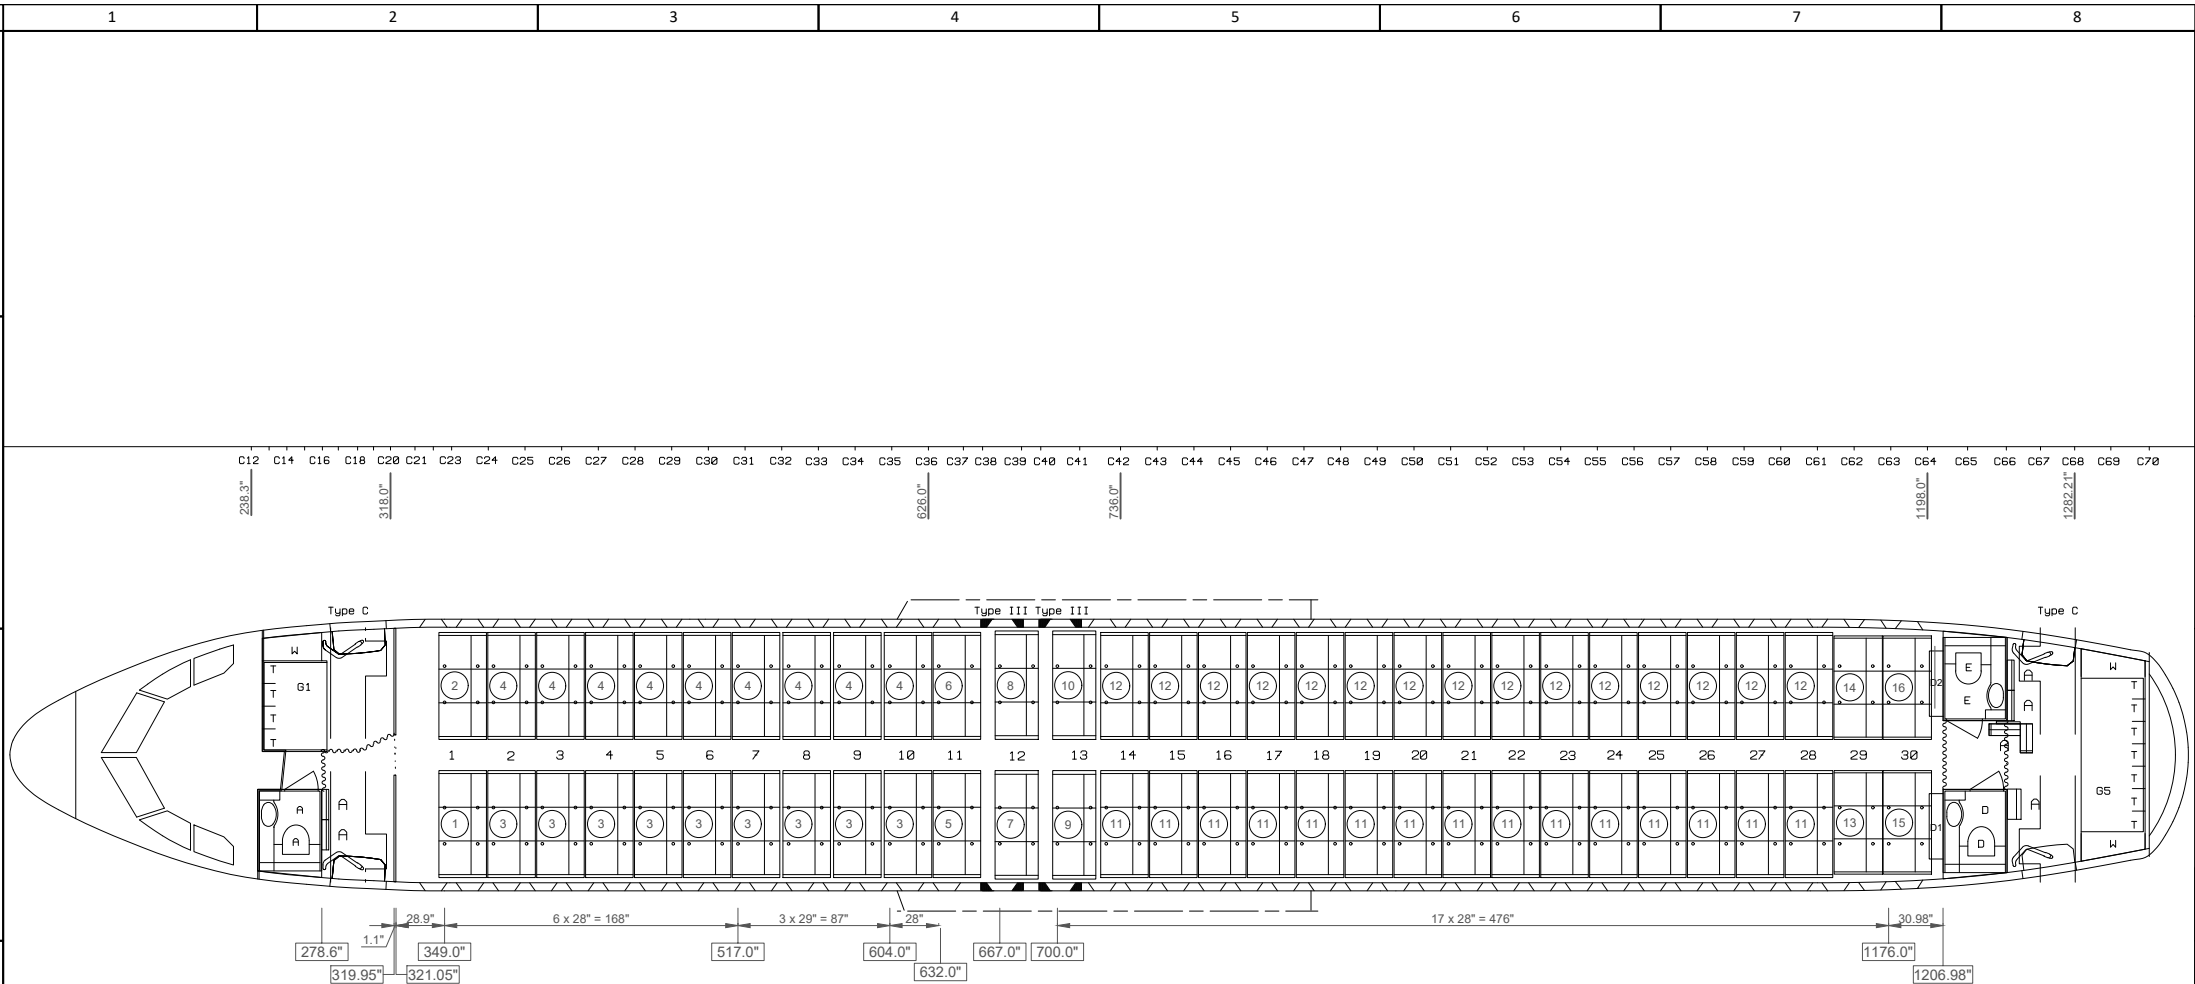 1 2 3 4 5 6 7 8
C12 C14 C16 C18 C20 C21 C23 C24 C25 C26 C27 C28 C29 C30 C31 C32 C33 C34 C35 C36 C37 C38 C39 C40 C41 C42 C43 C44 C45 C46 C47 C48 C49 C50 C51 C52 C53 C54 C55 C56 C57 C58 C59 C60 C61 C62 C63 C64 C65 C66 C67 C68 C69 C70
238.3" 318.0" 626.0" 736.0" 1198.0" 1282.21"
Type C Type III Type III Type C
W W
T E T
G1 2 4 4 4 4 4 4 4 4 4 6 8 10 12 12 12 12 12 12 12 12 12 12 12 12 12 12 12 14 16 D2 A
T E A T
T T
T A T
1 2 3 4 5 6 7 8 9 10 11 12 13 14 15 16 17 18 19 20 21 22 23 24 25 26 27 28 29 30
T
G5
A A D A T
1 3 3 3 3 3 3 3 3 3 5 7 9 11 11 11 11 11 11 11 11 11 11 11 11 11 11 11 13 15 D1 T
A A D W
28.9" 6 x 28" = 168" 3 x 29" = 87" 28" 17 x 28" = 476" 30.98"
1.1"
278.6" 349.0" 517.0" 604.0" 667.0" 700.0" 1176.0"
319.95" 321.05" 632.0" 1206.98"